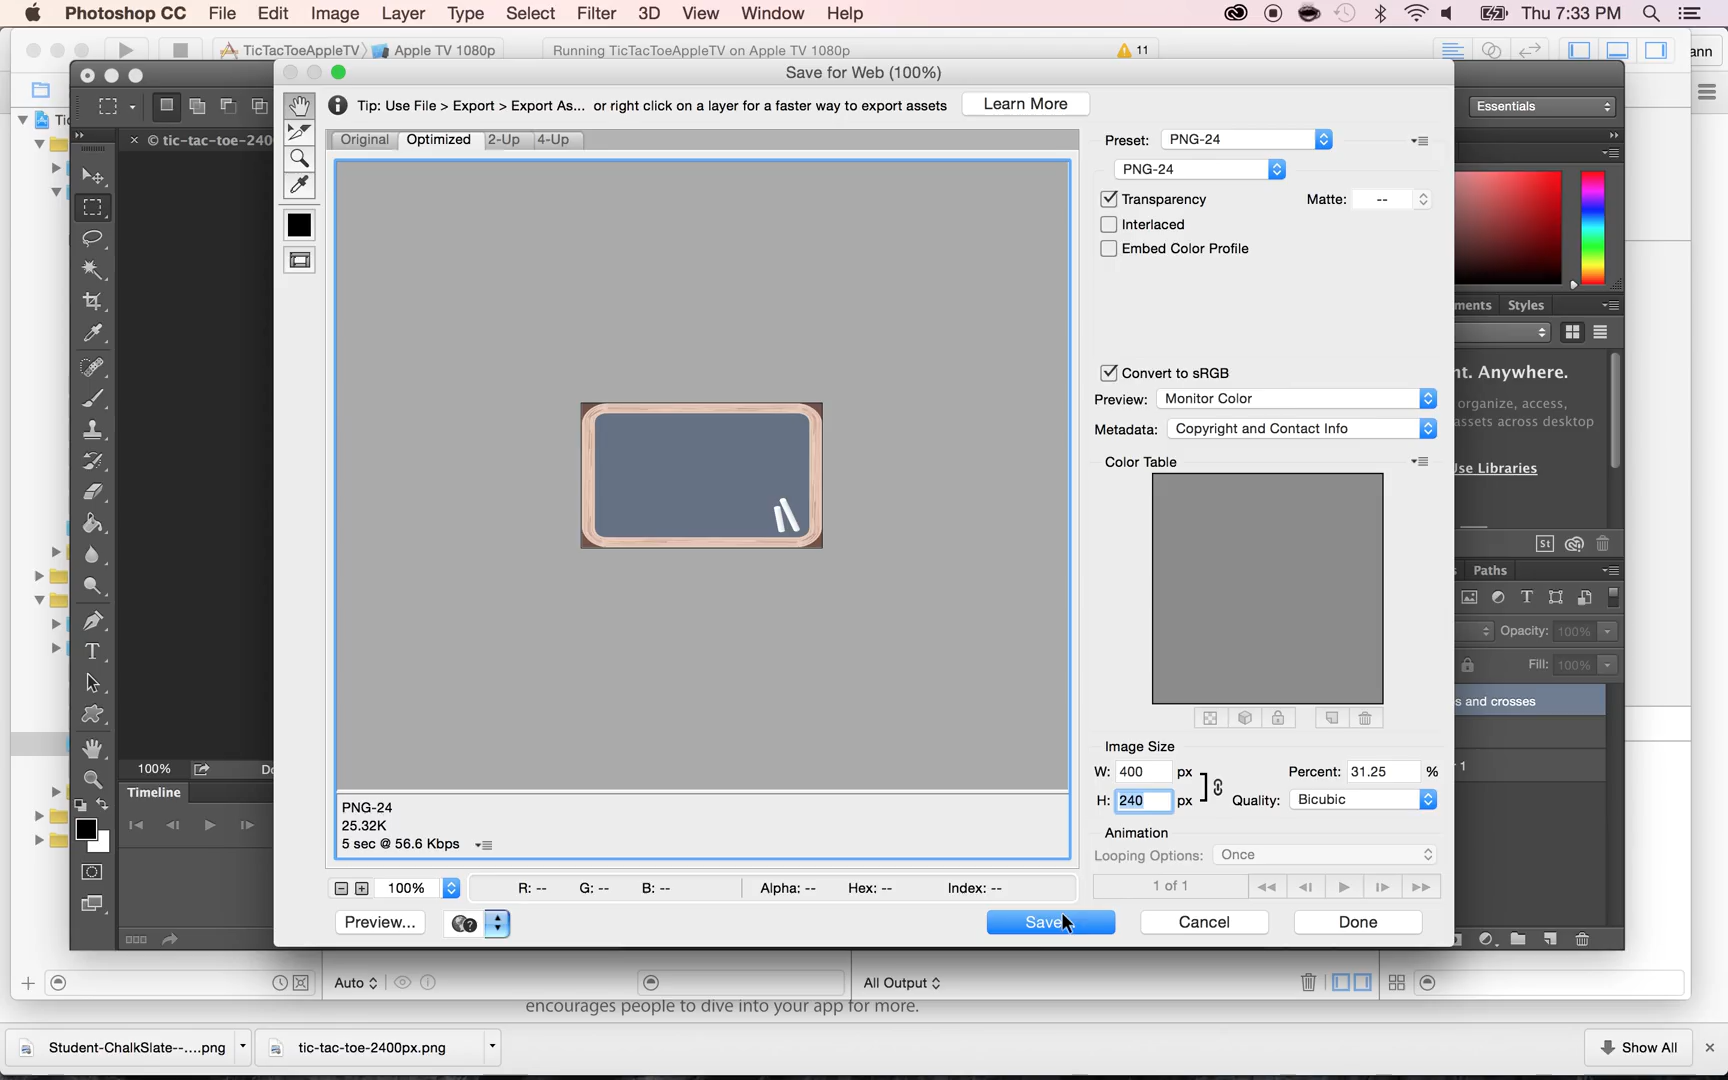 Photoshop CC File Edit Image Layer Type Select Filter 3D View Window Help Thu 7:33 PM
TicTacToeAppleTV Apple TV 1080p Running TicTacToeAppleTV on Apple TV 1080p 11 ann
Save for Web (100%)
Tip: Use File > Export > Export As... or right click on a layer for a faster way to export assets Learn More
Essentials
Tic
× © tic-tac-toe-240
Original Optimized 2-Up 4-Up
Preset: PNG-24
PNG-24
Transparency Matte: --
Interlaced
Embed Color Profile
ments Styles
Convert to sRGB
nt. Anywhere.
Preview: Monitor Color
organize, access,
Metadata: Copyright and Contact Info
assets across desktop
Color Table
Use Libraries
St
Paths
T
Opacity: 100%
Fill: 100%
s and crosses
Image Size
1
100% Do
W: 400 px Percent: 31.25 %
Timeline
H: 240 px Quality: Bicubic
PNG-24
25.32K
5 sec @ 56.6 Kbps
Animation
Looping Options: Once
100% R: -- G: -- B: -- Alpha: -- Hex: -- Index: --
1 of 1
Preview... Save Cancel Done
Auto All Output
encourages people to dive into your app for more.
Student-ChalkSlate--....png tic-tac-toe-2400px.png Show All